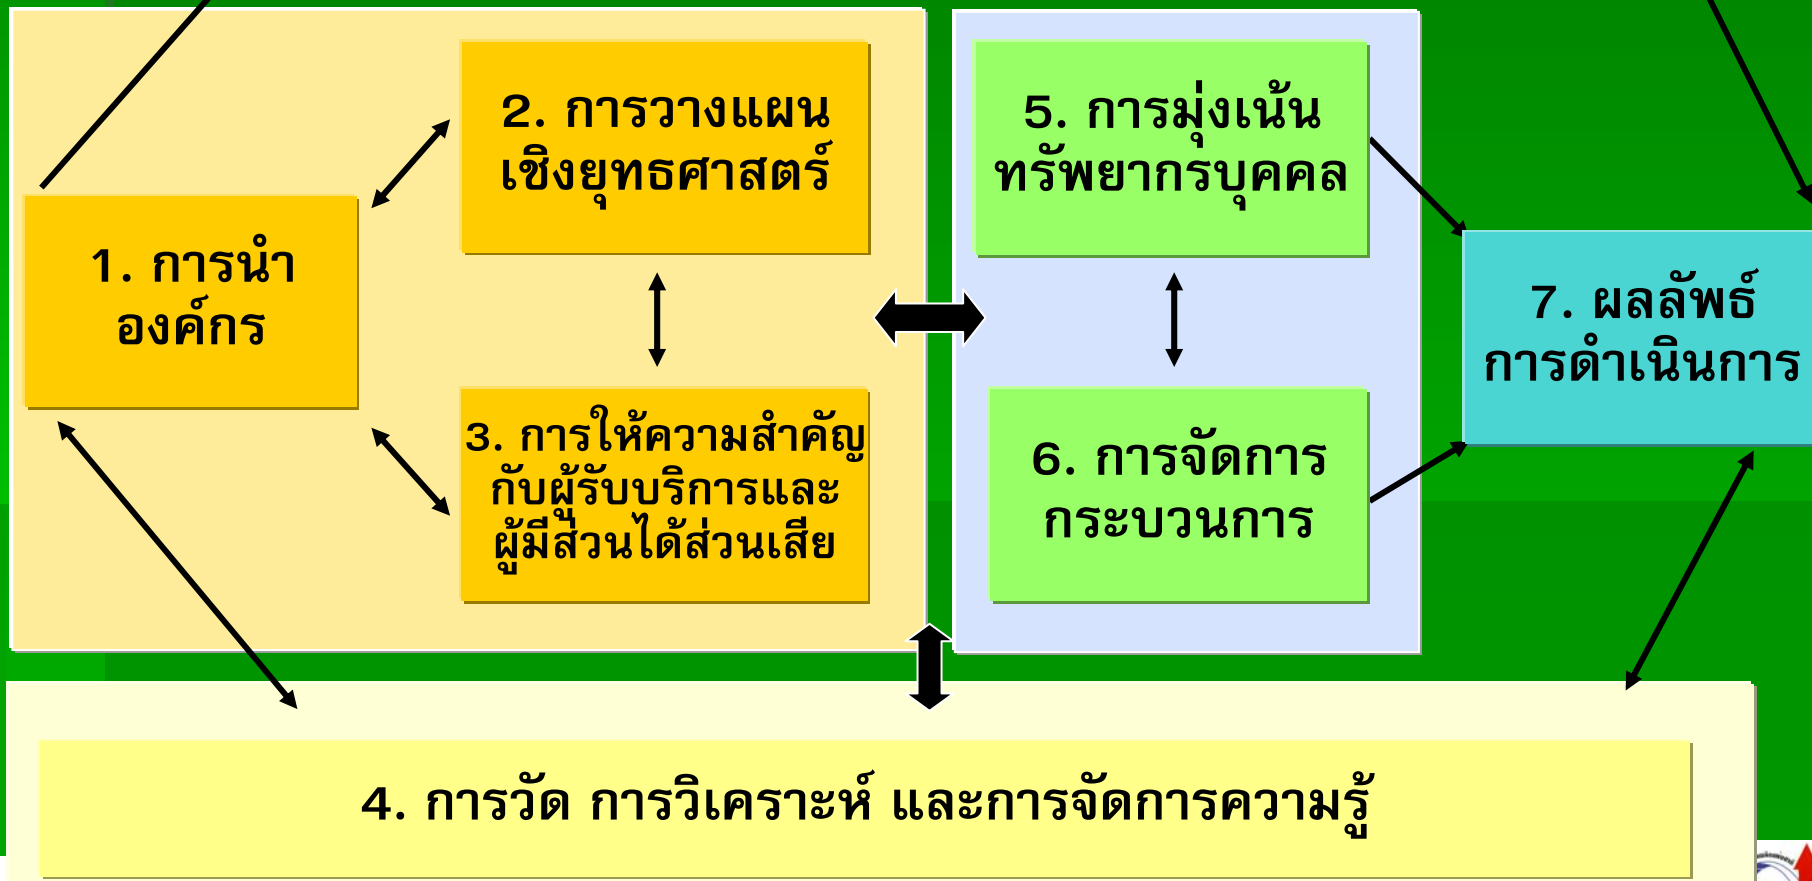 1. การนำ
องค์กร
2. การวางแผน
เชิงยุทธศาสตร์
3. การให้ความสำคัญ
กับผู้รับบริการและ
ผู้มีส่วนได้ส่วนเสีย
5. การมุ่งเน้น
ทรัพยากรบุคคล
6. การจัดการ
กระบวนการ
7. ผลลัพธ์
การดำเนินการ
4. การวัด การวิเคราะห์ และการจัดการความรู้